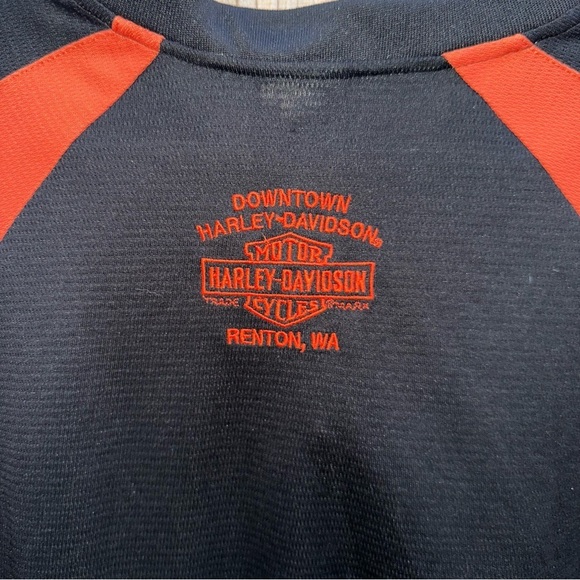 DOWNTOWN
HARLEY-DAVIDSON®
MOTOR
HARLEY-DAVIDSON
TRADE MARK
CYCLES
RENTON, WA